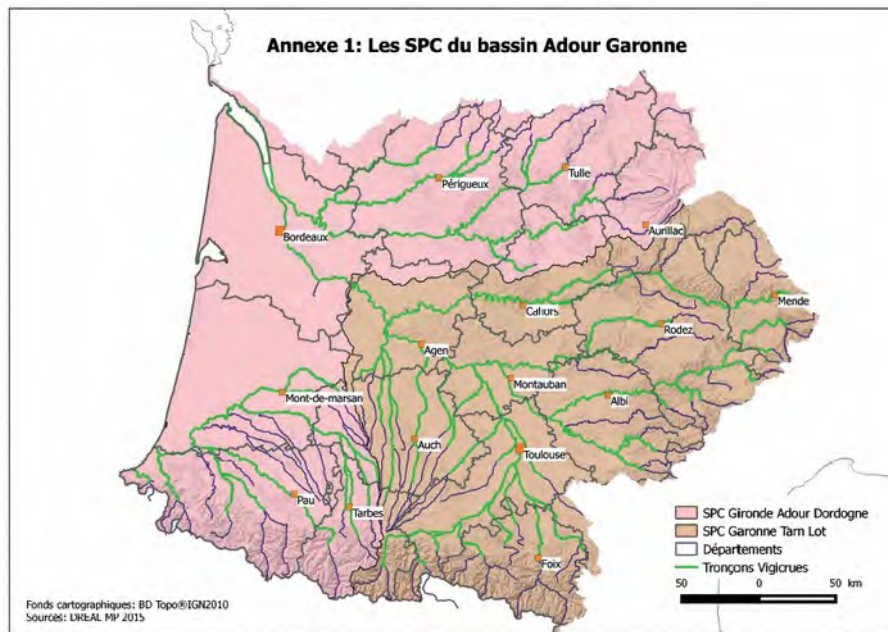 Annexe 1: Les SPC du bassin Adour Garonne
Périgueux
Tulle
Bordeaux
Aurillac
Cahors
Mende
Rodez
Agen
Montauban
Mont-de-marsan
Albi
Auch
Toulouse
Pau
Tarbes
Foix
SPC Gironde Adour Dordogne
SPC Garonne Tarn Lot
Départements
Tronçons Vigicrues
50 0 50 km
Fonds cartographiques: BD Topo®IGN2010
Sources: DREAL MP 2015